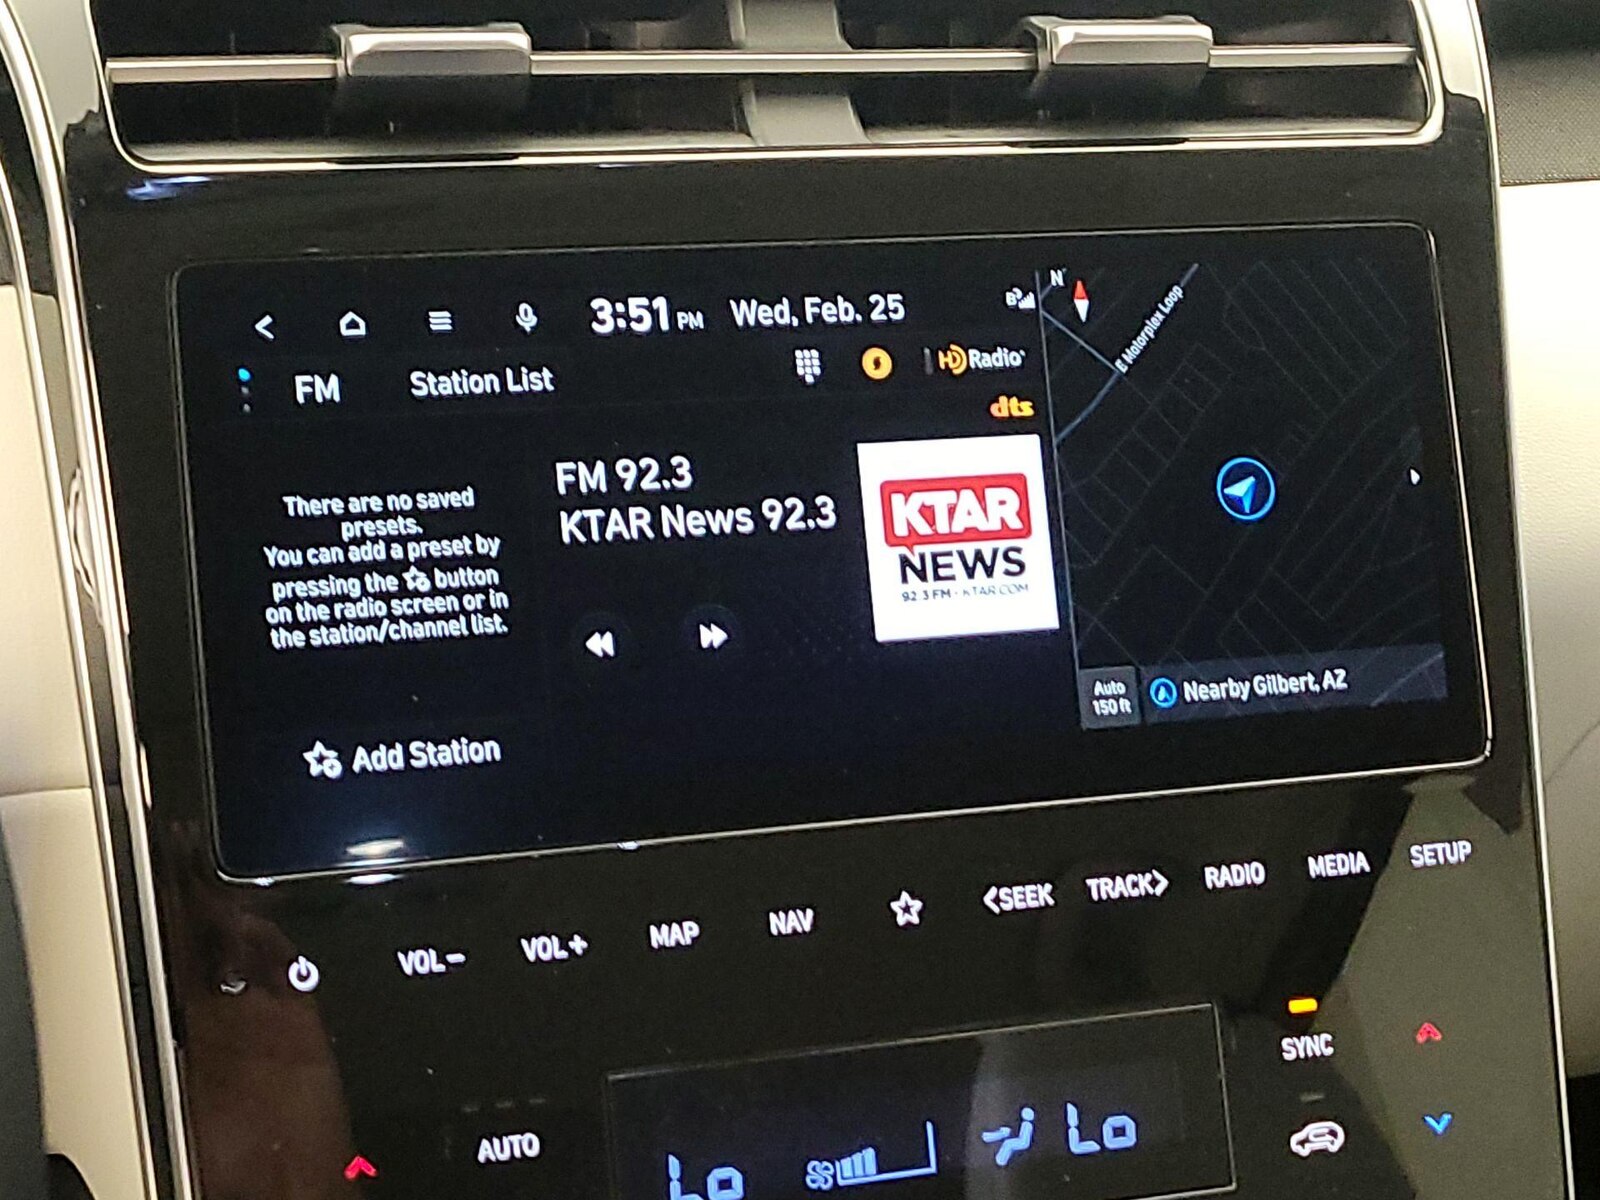 3:51 PM Wed, Feb. 25
N
E Motorplex Loop
FM Station List
HD Radio
dts
There are no saved
presets.
You can add a preset by
pressing the button
on the radio screen or in
the station/channel list.
FM 92.3
KTAR News 92.3
KTAR
NEWS
92.3 FM · KTAR.COM
Auto
150 ft
Nearby Gilbert, AZ
Add Station
VOL- VOL+ MAP NAV <SEEK TRACK> RADIO MEDIA SETUP
SYNC
AUTO
Lo Lo